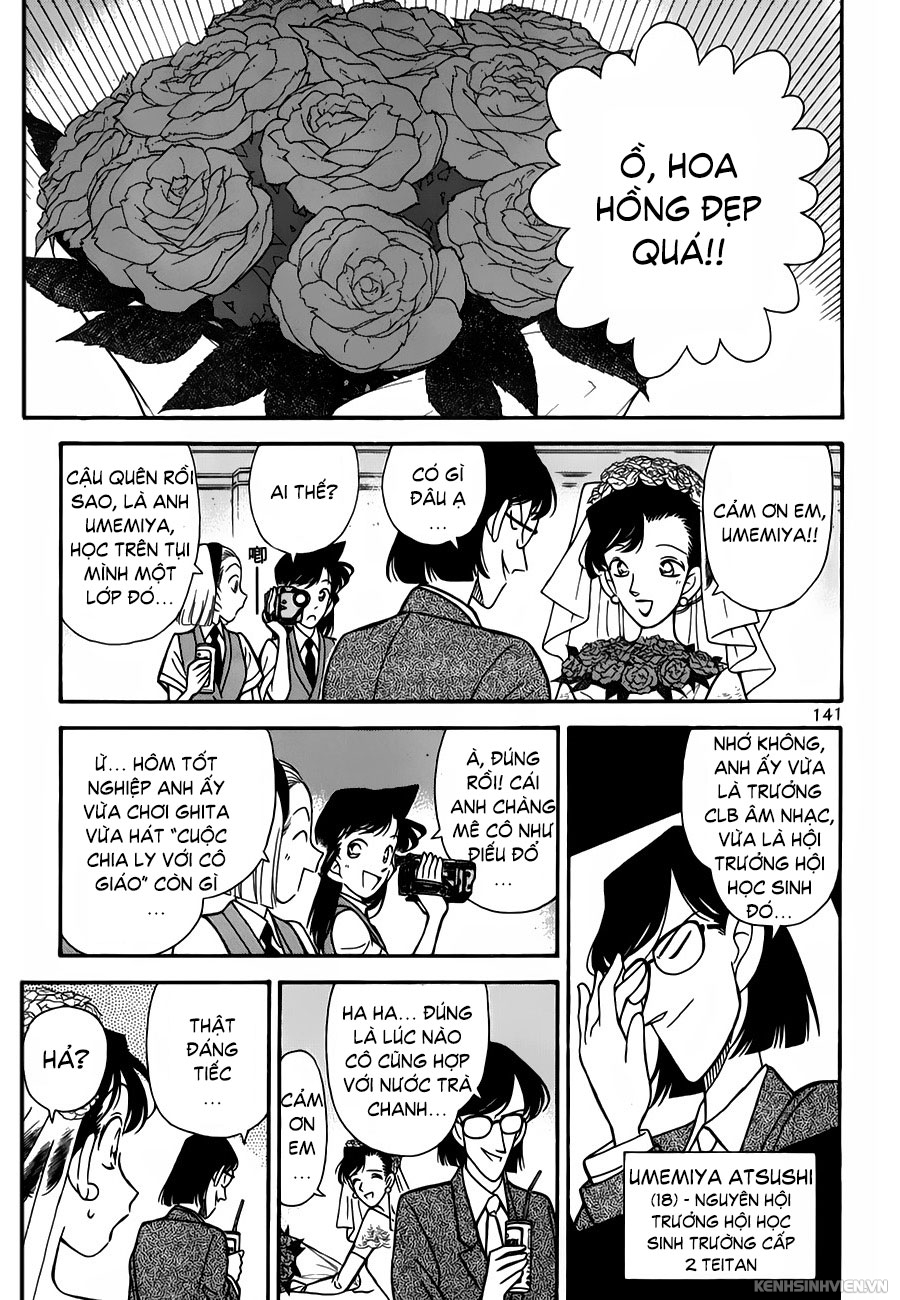 Ồ, HOA
HỒNG ĐẸP
QUÁ!!
CẢM ƠN EM,
UMEMIYA!!
CÓ GÌ
ĐÂU Ạ
...
AI THẾ?
CẬU QUÊN RỒI
SAO, LÀ ANH
UMEMIYA,
HỌC TRÊN TỤI
MÌNH MỘT
LỚP ĐÓ...
141
NHỚ KHÔNG,
ANH ẤY VỪA
LÀ TRƯỞNG
CLB ÂM NHẠC,
VỪA LÀ HỘI
TRƯỞNG HỘI
HỌC SINH
ĐÓ...
À, ĐÚNG
RỒI! CÁI
ANH CHÀNG
MÊ CÔ NHƯ
ĐIẾU ĐỔ
...
Ừ... HÔM TỐT
NGHIỆP ANH ẤY
VỪA CHƠI GHITA
VỪA HÁT “CUỘC
CHIA LY VỚI CÔ
GIÁO” CÒN GÌ
...
UMEMIYA ATSUSHI
(18) - NGUYÊN HỘI
TRƯỞNG HỘI HỌC
SINH TRƯỜNG CẤP
2 TEITAN
HA HA... ĐÚNG
LÀ LÚC NÀO
CÔ CŨNG HỢP
VỚI NƯỚC TRÀ
CHANH...
CẢM
ƠN
EM
...
THẬT
ĐÁNG
TIẾC
...
HẢ?
KENHSINHVIEN.VN